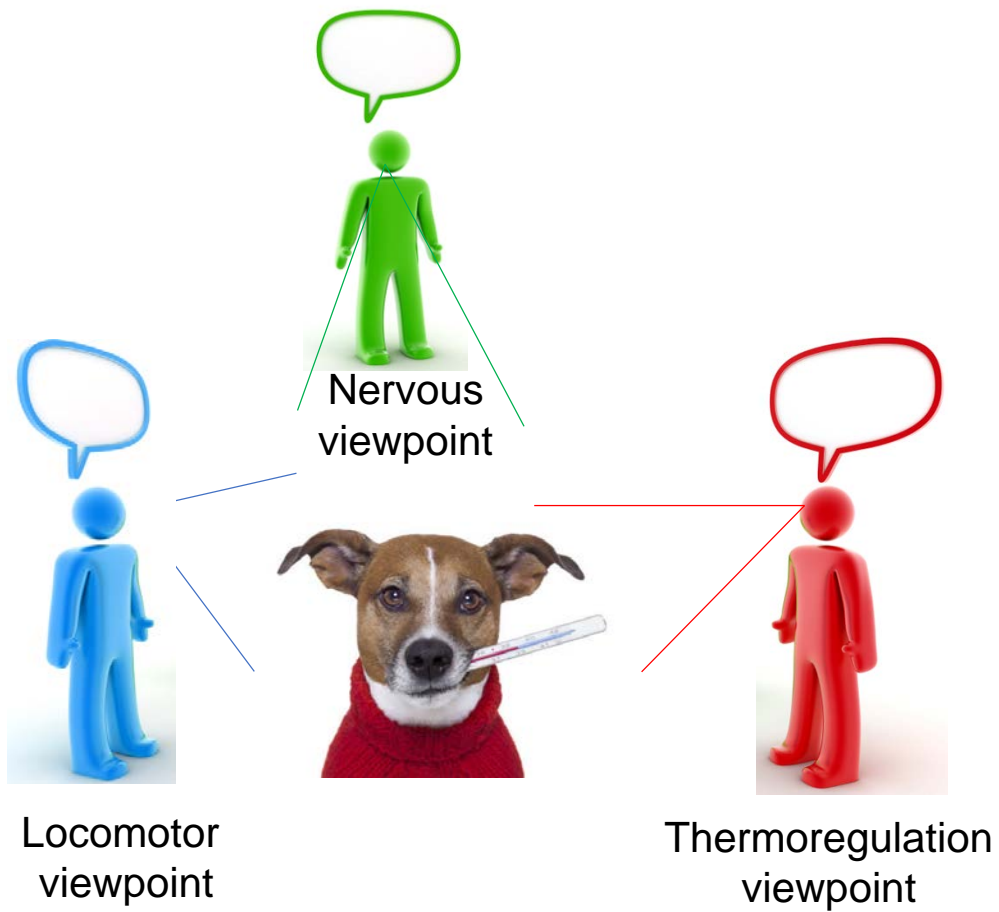 Nervous
viewpoint
Locomotor
viewpoint
Thermoregulation
viewpoint